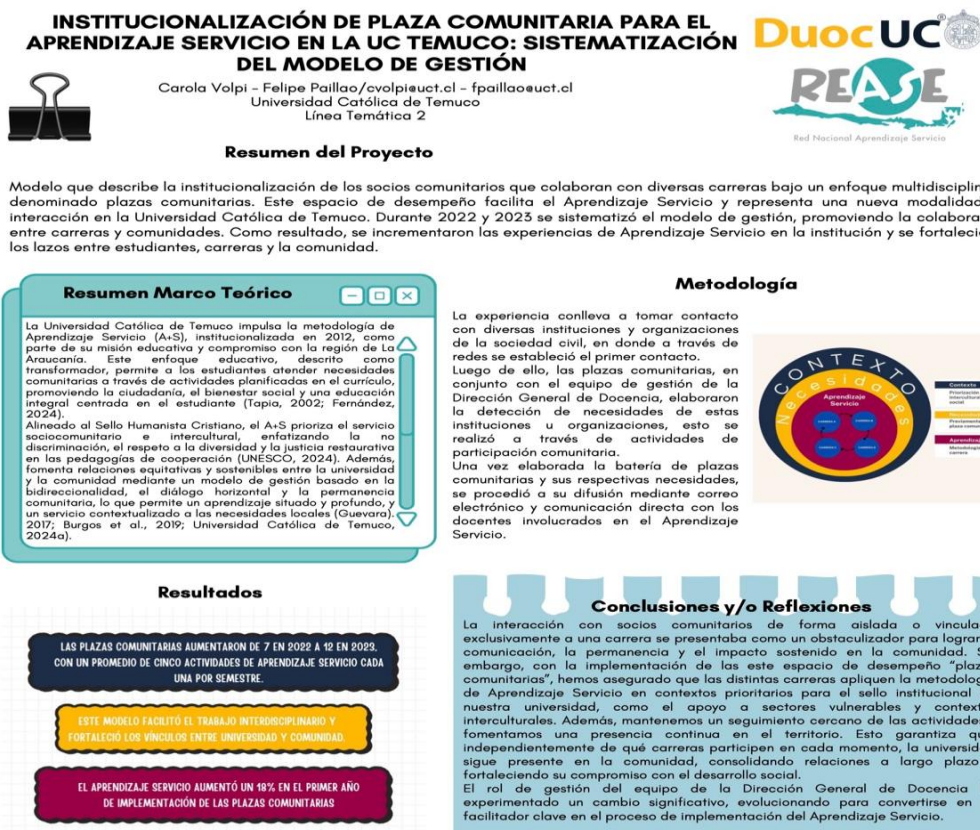 INSTITUCIONALIZACIÓN DE PLAZA COMUNITARIA PARA EL
APRENDIZAJE SERVICIO EN LA UC TEMUCO: SISTEMATIZACIÓN
DEL MODELO DE GESTIÓN
Carola Volpi - Felipe Paillao/cvolpi@uct.cl - fpaillao@uct.cl
Universidad Católica de Temuco
Línea Temática 2
Duoc UC
REASE
Red Nacional Aprendizaje Servicio
Resumen del Proyecto
Modelo que describe la institucionalización de los socios comunitarios que colaboran con diversas carreras bajo un enfoque multidisciplin
denominado plazas comunitarias. Este espacio de desempeño facilita el Aprendizaje Servicio y representa una nueva modalidad
interacción en la Universidad Católica de Temuco. Durante 2022 y 2023 se sistematizó el modelo de gestión, promoviendo la colabora
entre carreras y comunidades. Como resultado, se incrementaron las experiencias de Aprendizaje Servicio en la institución y se fortaleci
los lazos entre estudiantes, carreras y la comunidad.
Resumen Marco Teórico
La Universidad Católica de Temuco impulsa la metodología de
Aprendizaje Servicio (A+S), institucionalizada en 2012, como
parte de su misión educativa y compromiso con la región de La
Araucanía. Este enfoque educativo, descrito como
transformador, permite a los estudiantes atender necesidades
comunitarias a través de actividades planificadas en el currículo,
promoviendo la ciudadanía, el bienestar social y una educación
integral centrada en el estudiante (Tapia, 2002; Fernández,
2024).
Alineado al Sello Humanista Cristiano, el A+S prioriza el servicio
sociocomunitario e intercultural, enfatizando la no
discriminación, el respeto a la diversidad y la justicia restaurativa
en las pedagogías de cooperación (UNESCO, 2024). Además,
fomenta relaciones equitativas y sostenibles entre la universidad
y la comunidad mediante un modelo de gestión basado en la
bidireccionalidad, el diálogo horizontal y la permanencia
comunitaria, lo que permite un aprendizaje situado y profundo, y
un servicio contextualizado a las necesidades locales (Guevara).
2017; Burgos et al., 2019; Universidad Católica de Temuco,
2024a).
Metodología
La experiencia conlleva a tomar contacto
con diversas instituciones y organizaciones
de la sociedad civil, en donde a través de
redes se estableció el primer contacto.
Luego de ello, las plazas comunitarias, en
conjunto con el equipo de gestión de la
Dirección General de Docencia, elaboraron
la detección de necesidades de estas
instituciones u organizaciones, esto se
realizó a través de actividades de
participación comunitaria.
Una vez elaborada la batería de plazas
comunitarias y sus respectivas necesidades,
se procedió a su difusión mediante correo
electrónico y comunicación directa con los
docentes involucrados en el Aprendizaje
Servicio.
CONTEXTO
Necesidades
Aprendizaje
Servicio
Contexto
Resultados
LAS PLAZAS COMUNITARIAS AUMENTARON DE 7 EN 2022 A 12 EN 2023,
CON UN PROMEDIO DE CINCO ACTIVIDADES DE APRENDIZAJE SERVICIO CADA
UNA POR SEMESTRE.
ESTE MODELO FACILITÓ EL TRABAJO INTERDISCIPLINARIO Y
FORTALECIÓ LOS VÍNCULOS ENTRE UNIVERSIDAD Y COMUNIDAD.
EL APRENDIZAJE SERVICIO AUMENTÓ UN 18% EN EL PRIMER AÑO
DE IMPLEMENTACIÓN DE LAS PLAZAS COMUNITARIAS
Conclusiones y/o Reflexiones
La interacción con socios comunitarios de forma aislada o vincula
exclusivamente a una carrera se presentaba como un obstaculizador para lograr
comunicación, la permanencia y el impacto sostenido en la comunidad. S
embargo, con la implementación de las este espacio de desempeño "plaz
comunitarias", hemos asegurado que las distintas carreras apliquen la metodolog
de Aprendizaje Servicio en contextos prioritarios para el sello institucional
nuestra universidad, como el apoyo a sectores vulnerables y context
interculturales. Además, mantenemos un seguimiento cercano de las actividade
fomentamos una presencia continua en el territorio. Esto garantiza qu
independientemente de qué carreras participen en cada momento, la universid
sigue presente en la comunidad, consolidando relaciones a largo plazo
fortaleciendo su compromiso con el desarrollo social.
El rol de gestión del equipo de la Dirección General de Docencia
experimentado un cambio significativo, evolucionando para convertirse en
facilitador clave en el proceso de implementación del Aprendizaje Servicio.